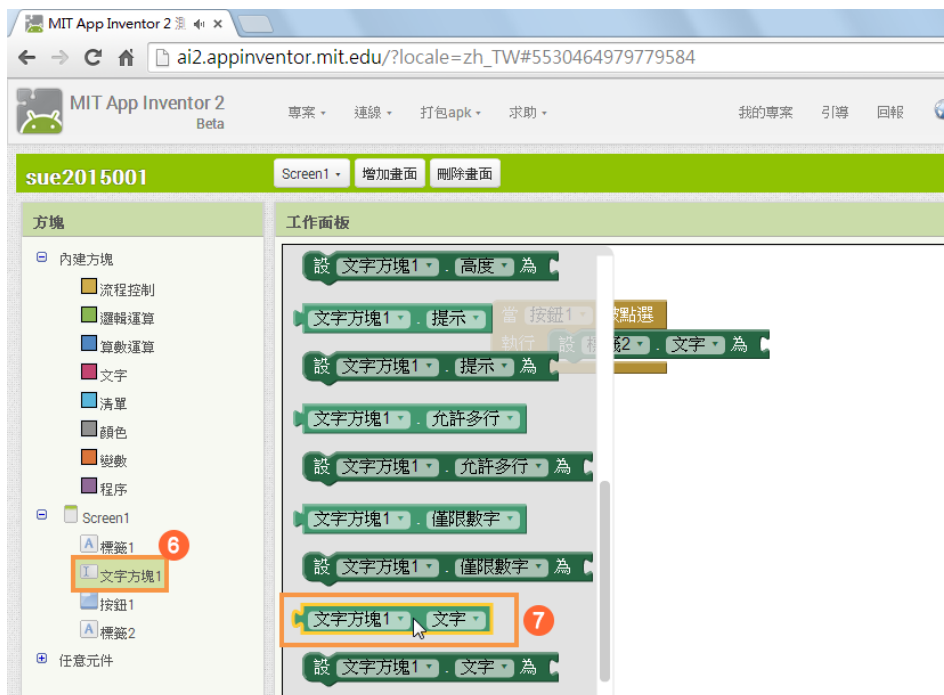 MIT App Inventor 2 測
ai2.appinventor.mit.edu/?locale=zh_TW#5530464979779584
MIT App Inventor 2
Beta
專案 連線 打包apk 求助 我的專案 引導 回報
sue2015001
Screen1 增加畫面 刪除畫面
方塊
內建方塊
流程控制
邏輯運算
算數運算
文字
清單
顏色
變數
程序
Screen1
標籤1
6
文字方塊1
按鈕1
標籤2
任意元件
工作面板
設 文字方塊1 . 高度 為
文字方塊1 . 提示
當 按鈕1 被點選
執行 設 標籤2 . 文字 為
設 文字方塊1 . 提示 為
文字方塊1 . 允許多行
設 文字方塊1 . 允許多行 為
文字方塊1 . 僅限數字
設 文字方塊1 . 僅限數字 為
文字方塊1 . 文字
7
設 文字方塊1 . 文字 為